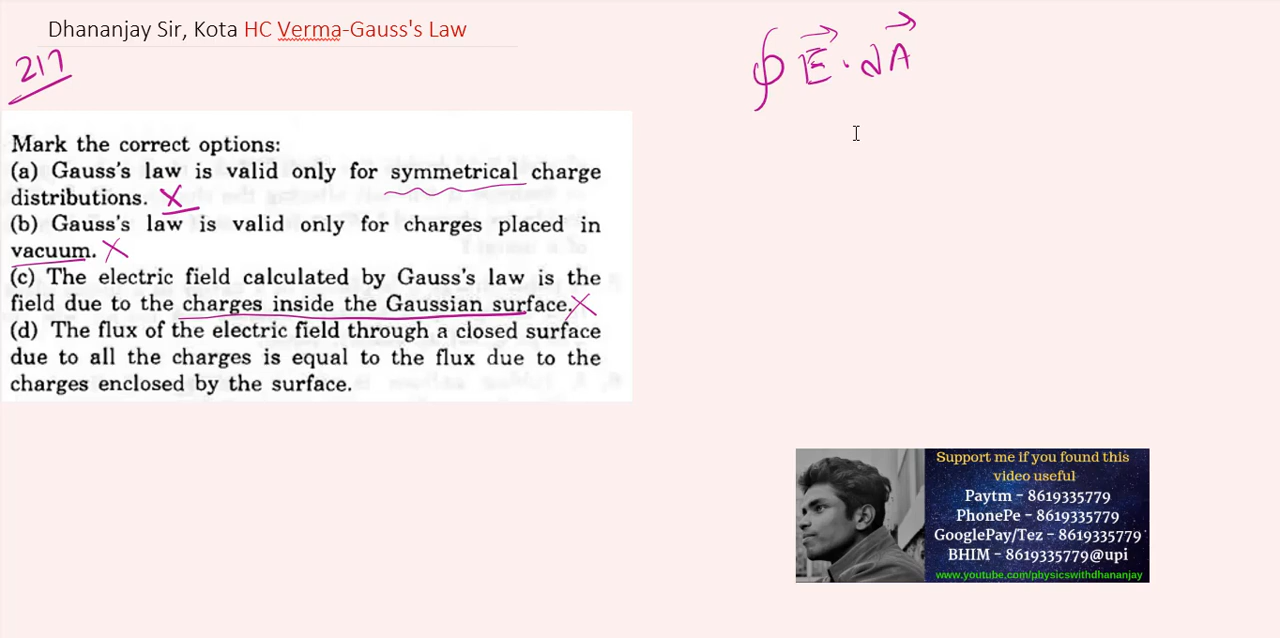 Dhananjay Sir, Kota HC Verma-Gauss's Law
217
∮ E⃗ · dA⃗
Mark the correct options:
(a) Gauss's law is valid only for symmetrical charge
distributions. X
(b) Gauss's law is valid only for charges placed in
vacuum. X
(c) The electric field calculated by Gauss's law is the
field due to the charges inside the Gaussian surface. X
(d) The flux of the electric field through a closed surface
due to all the charges is equal to the flux due to the
charges enclosed by the surface.
Support me if you found this
video useful
Paytm - 8619335779
PhonePe - 8619335779
GooglePay/Tez - 8619335779
BHIM - 8619335779@upi
www.youtube.com/physicswithdhananjay